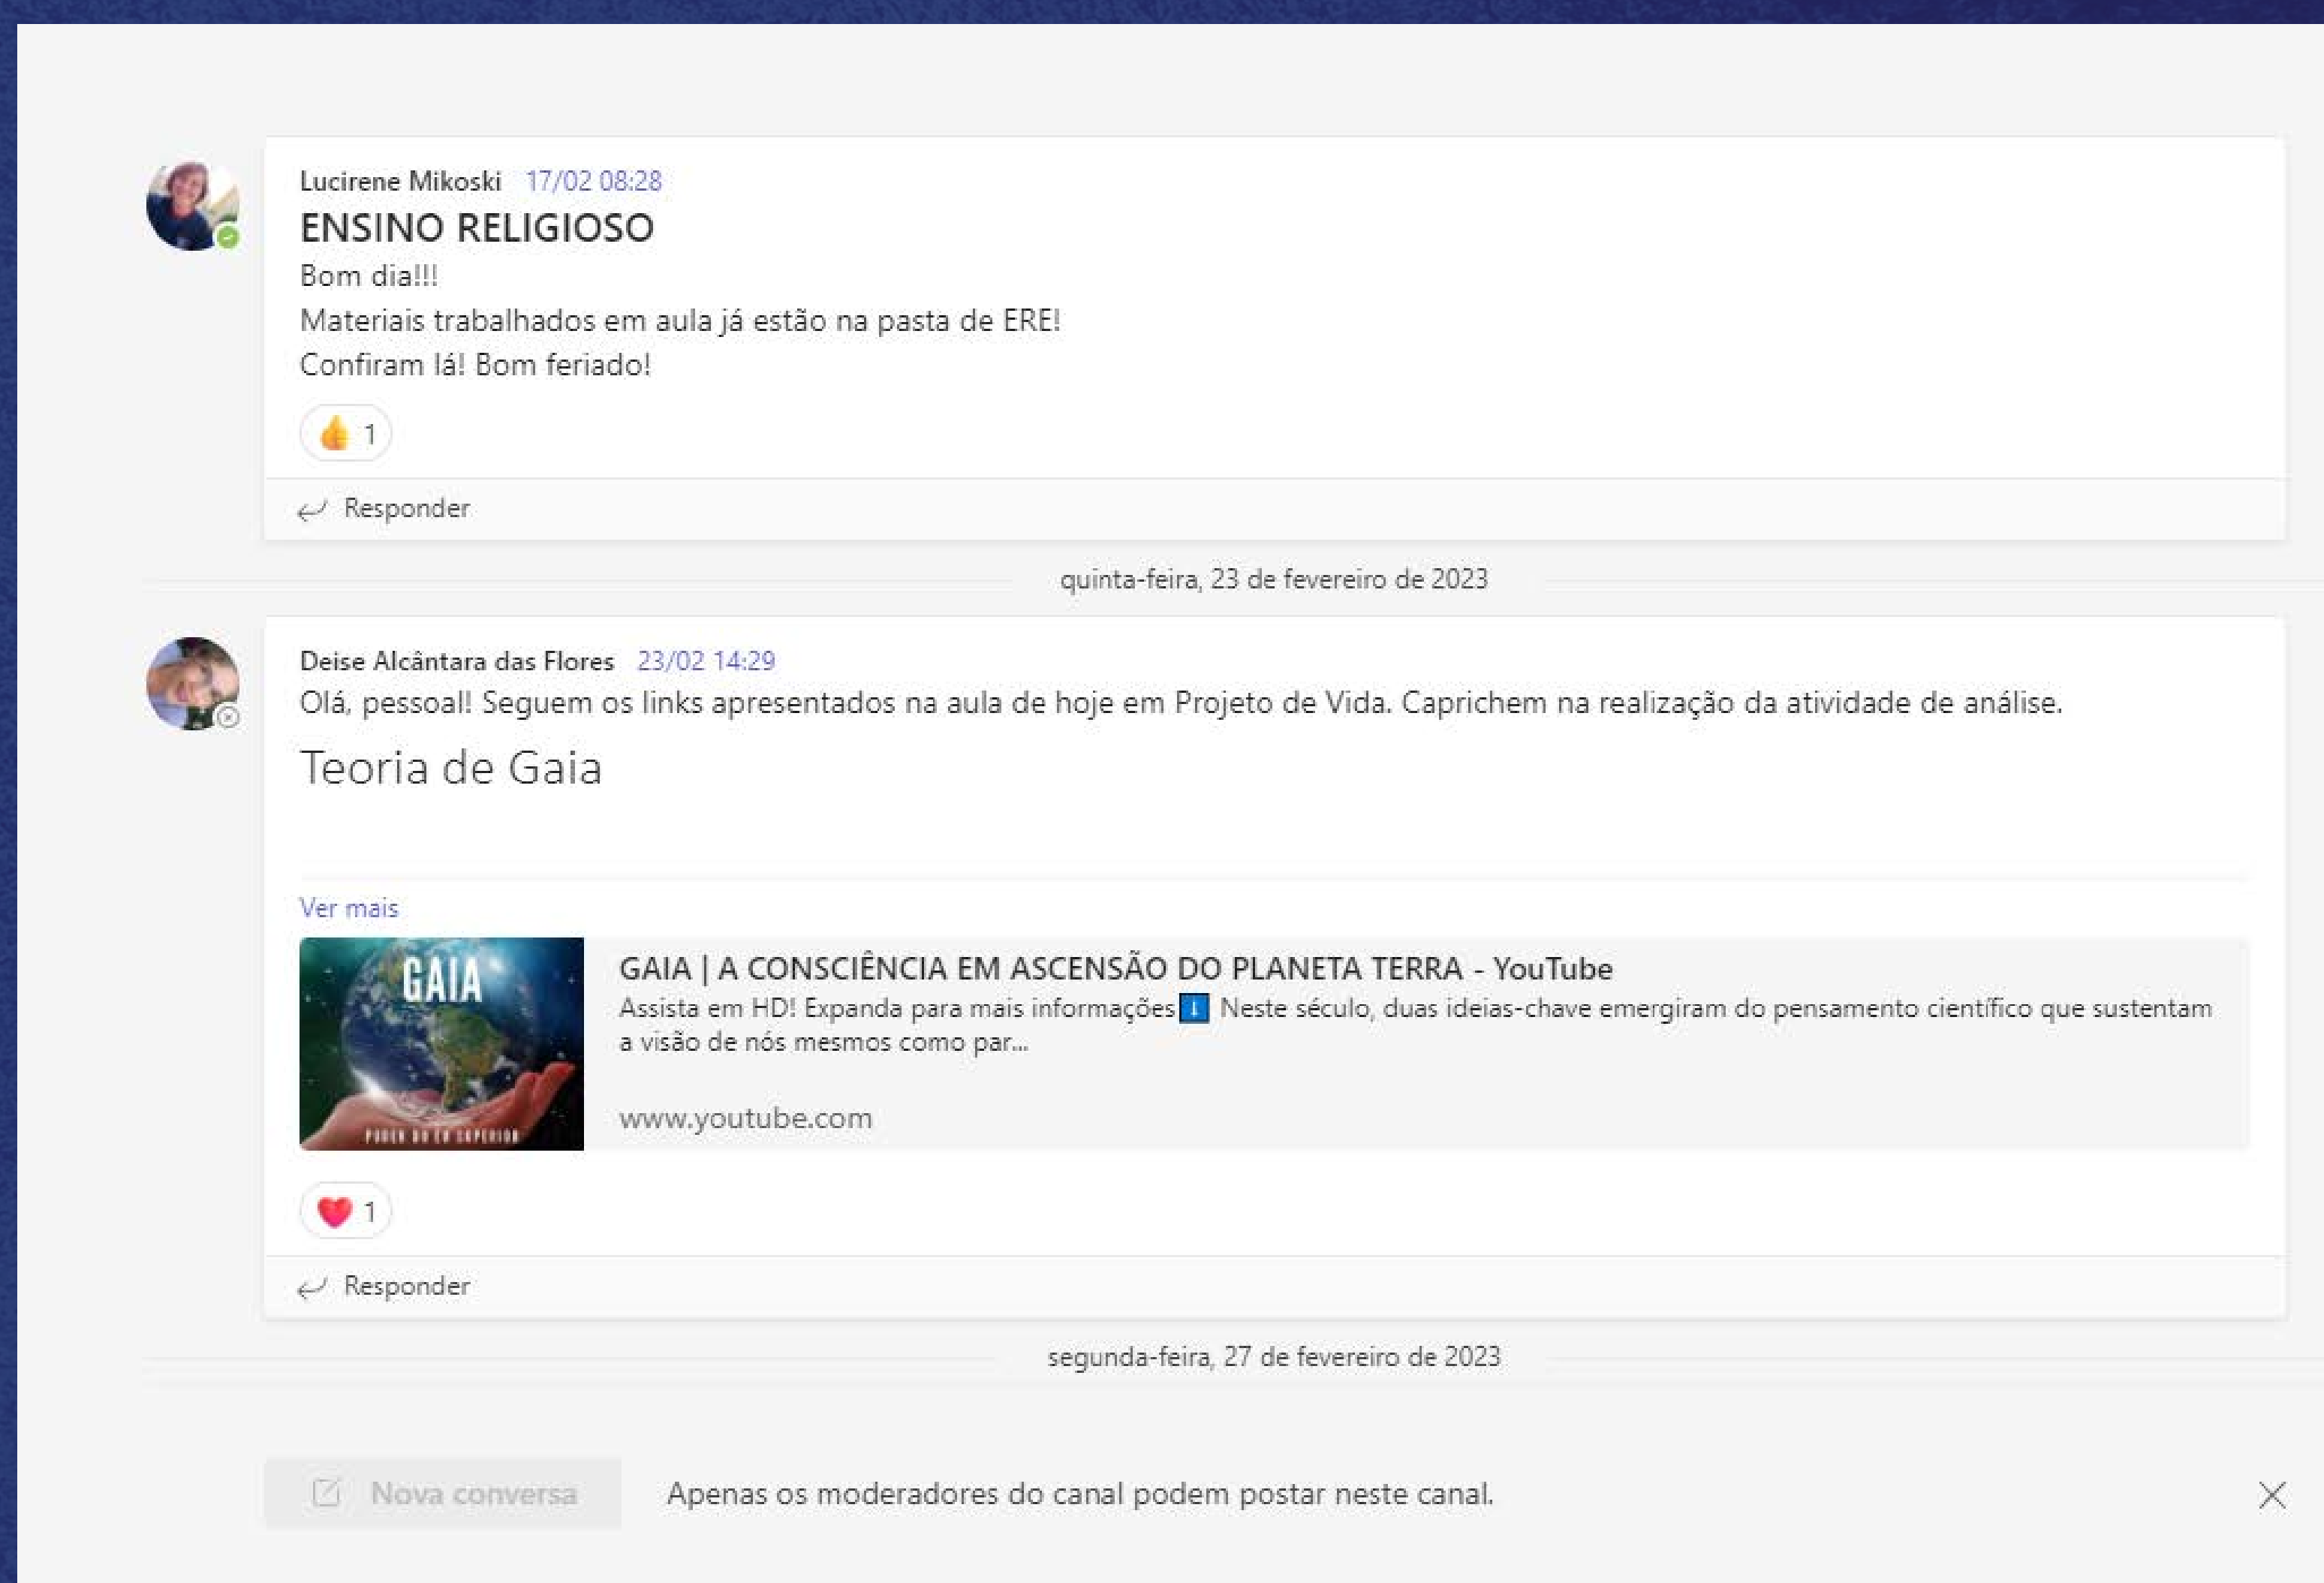 Lucirene Mikoski 17/02 08:28
ENSINO RELIGIOSO
Bom dia!!!
Materiais trabalhados em aula já estão na pasta de ERE!
Confiram lá! Bom feriado!
👍 1
Responder
quinta-feira, 23 de fevereiro de 2023
Deise Alcântara das Flores 23/02 14:29
Olá, pessoal! Seguem os links apresentados na aula de hoje em Projeto de Vida. Caprichem na realização da atividade de análise.
Teoria de Gaia
Ver mais
GAIA
PODER DO EU SUPERIOR
GAIA | A CONSCIÊNCIA EM ASCENSÃO DO PLANETA TERRA - YouTube
Assista em HD! Expanda para mais informações⬇️ Neste século, duas ideias-chave emergiram do pensamento científico que sustentam
a visão de nós mesmos como par...
www.youtube.com
❤️ 1
Responder
segunda-feira, 27 de fevereiro de 2023
Nova conversa
Apenas os moderadores do canal podem postar neste canal.